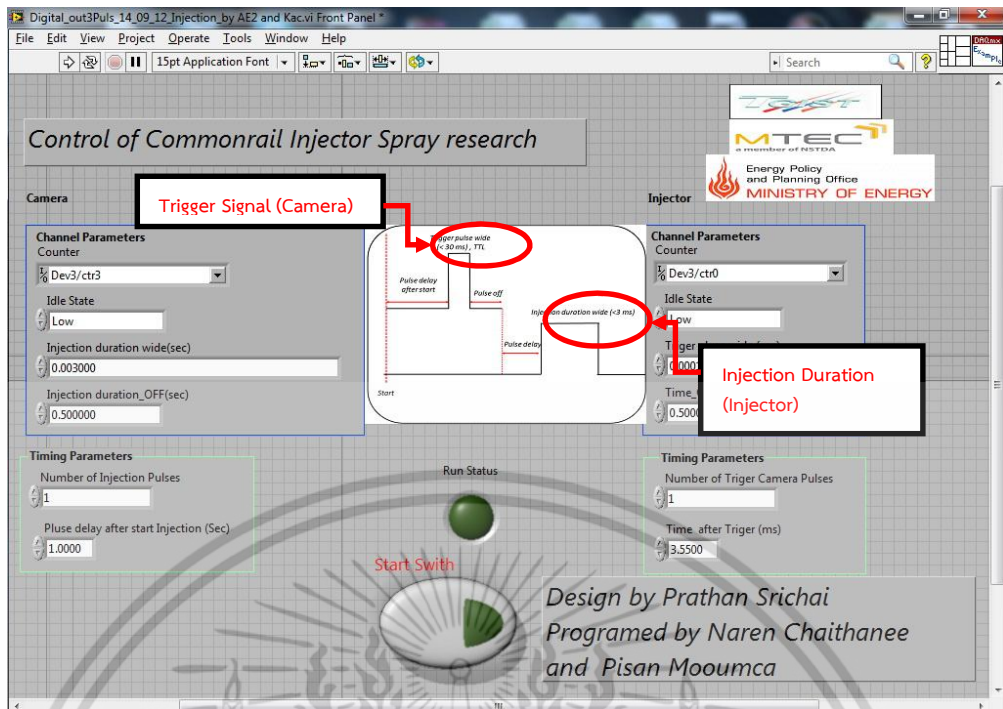 Digital_out3Puls_14_09_12_Injection_by AE2 and Kac.vi Front Panel *
File Edit View Project Operate Tools Window Help
15pt Application Font
Search
DAQmx
Example
Control of Commonrail Injector Spray research
MTEC
a member of NSTDA
Energy Policy
and Planning Office
MINISTRY OF ENERGY
Camera
Trigger Signal (Camera)
Injector
Channel Parameters
Counter
Dev3/ctr3
Idle State
Low
Injection duration wide(sec)
0.003000
Injection duration_OFF(sec)
0.500000
Trigger pulse wide
(< 30 ms) , TTL
Pulse delay
after start
Pulse off
Injection duration wide (<3 ms)
Pulse delay
Start
Channel Parameters
Counter
Dev3/ctr0
Idle State
Low
Injection Duration
(Injector)
Timing Parameters
Number of Injection Pulses
1
Pluse delay after start Injection (Sec)
1.0000
Run Status
Start Swith
Timing Parameters
Number of Triger Camera Pulses
1
Time after Triger (ms)
3.5500
Design by Prathan Srichai
Programed by Naren Chaithanee
and Pisan Mooumca